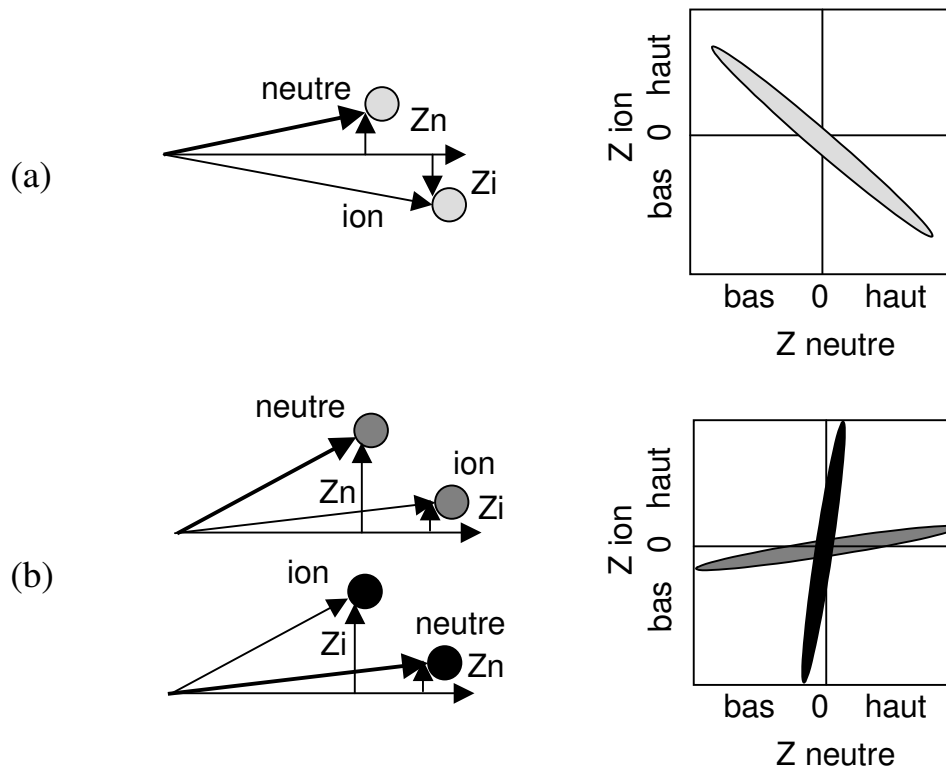 (a)
neutre
Zn
Zi
ion
Z ion
bas 0 haut
bas 0 haut
Z neutre
(b)
neutre
ion
Zn
Zi
ion
neutre
Zi
Zn
Z ion
bas 0 haut
bas 0 haut
Z neutre